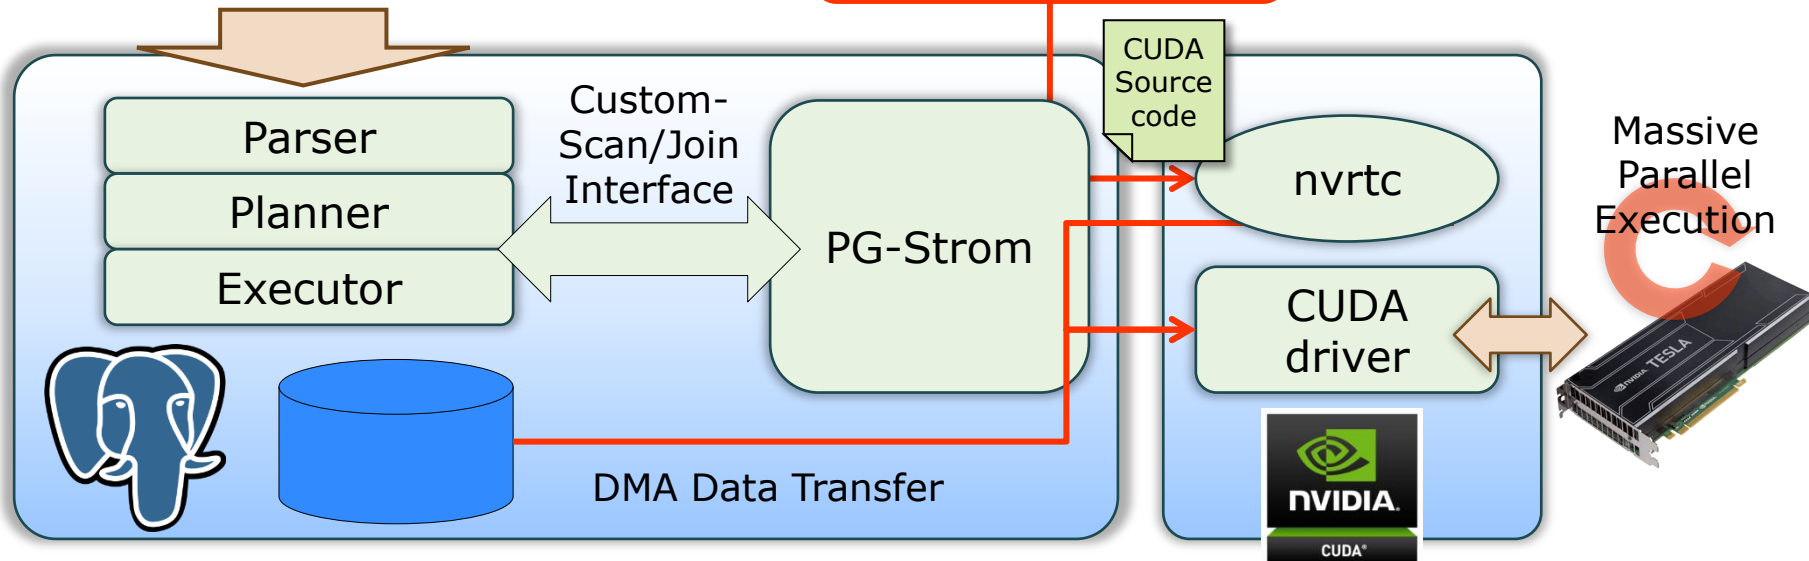 CUDA
Source
code
Custom-
Scan/Join
Interface
Parser
Planner
Executor
PG-Strom
nvrtc
CUDA
driver
Massive
Parallel
Execution
DMA Data Transfer
NVIDIA.
CUDA®
NVIDIA. TESLA